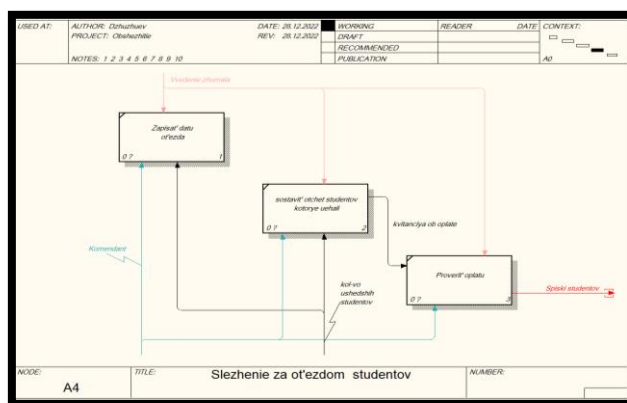 USED AT:
AUTHOR: Dzhuzhuev
DATE: 28.12.2022
WORKING
READER
DATE
CONTEXT:
PROJECT: Obshezhitie
REV: 28.12.2022
DRAFT
RECOMMENDED
NOTES: 1 2 3 4 5 6 7 8 9 10
PUBLICATION
A0
Vvedenie zhurnala
Zapisat' datu
ot'ezda
0 ?
1
sostavit' otchet studentov
kotorye uehali
0 ?
2
kvitanciya ob oplate
Komendant
Proverit' oplatu
0 ?
3
kol-vo
ushedshih
studentov
Spiski studentov
NODE:
TITLE:
NUMBER:
A4
Slezhenie za ot'ezdom studentov